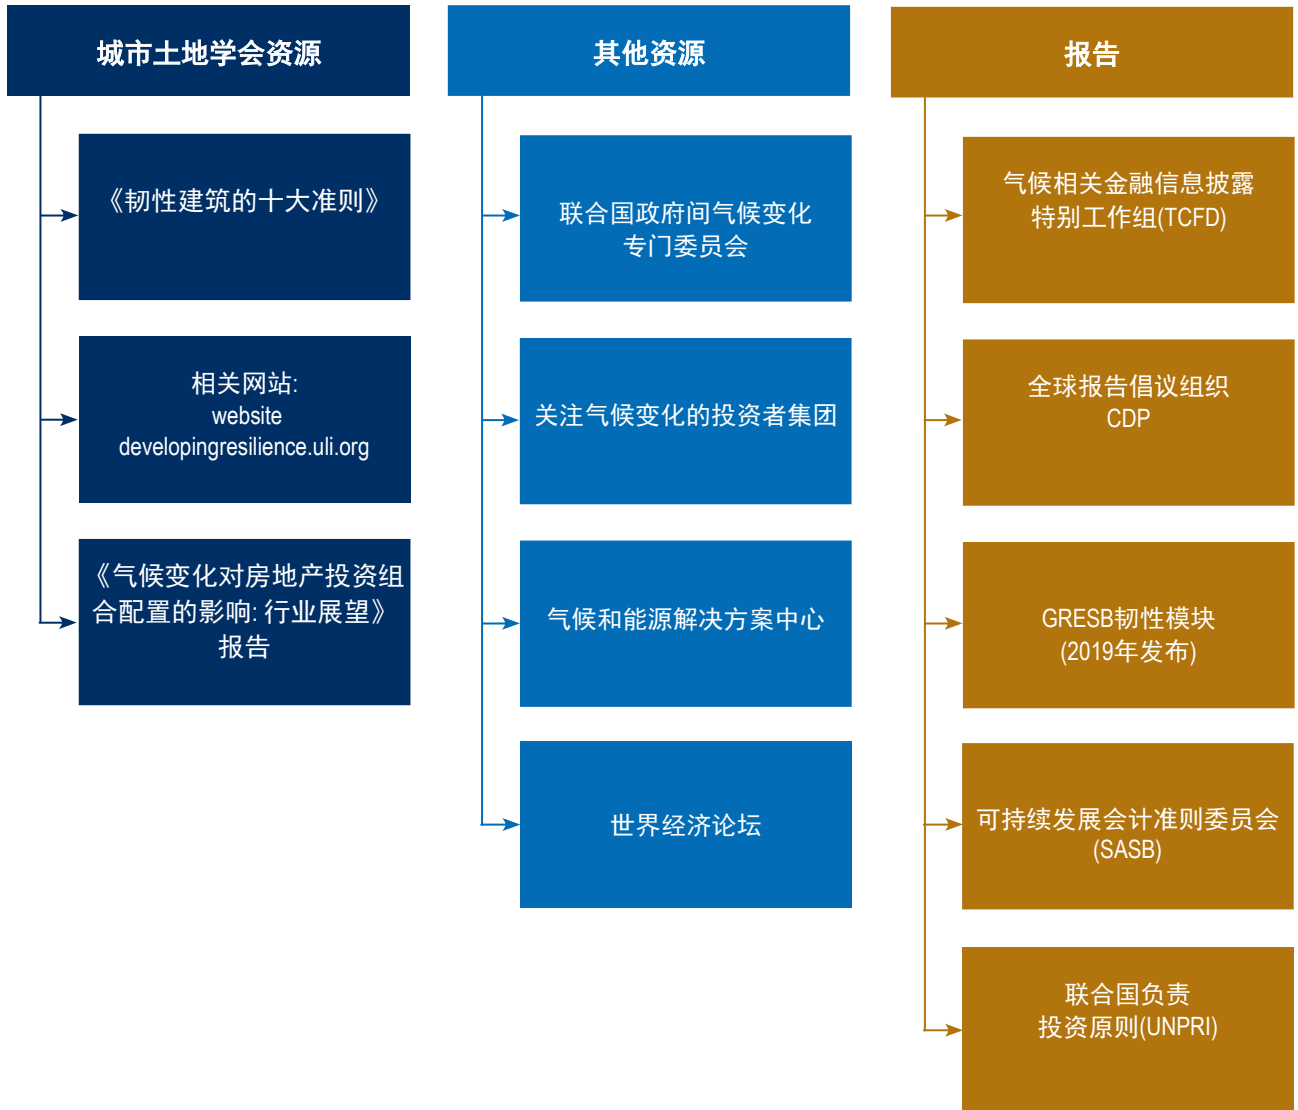 城市土地学会资源
《韧性建筑的十大准则》
相关网站:
website
developingresilience.uli.org
《气候变化对房地产投资组
合配置的影响: 行业展望》
报告
其他资源
联合国政府间气候变化
专门委员会
关注气候变化的投资者集团
气候和能源解决方案中心
世界经济论坛
报告
气候相关金融信息披露
特别工作组(TCFD)
全球报告倡议组织
CDP
GRESB韧性模块
(2019年发布)
可持续发展会计准则委员会
(SASB)
联合国负责
投资原则(UNPRI)